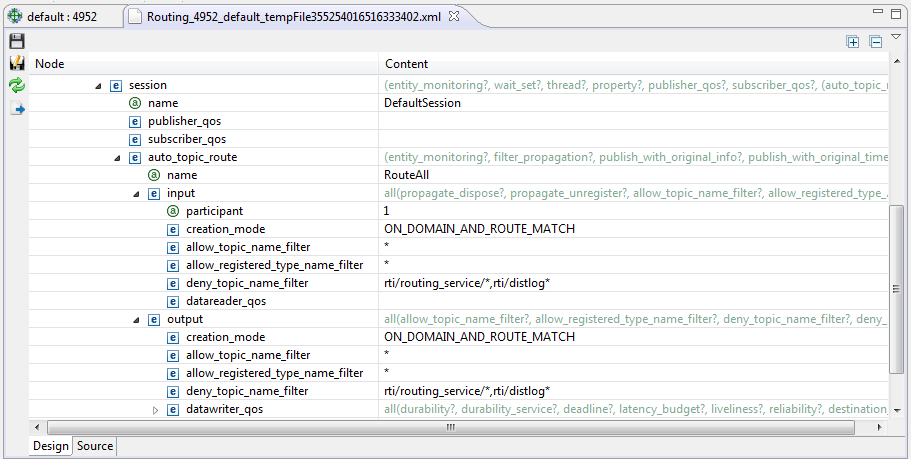 default : 4952 Routing_4952_default_tempFile355254016516333402.xml
Node Content
e session (entity_monitoring?, wait_set?, thread?, property?, publisher_qos?, subscriber_qos?, (auto_topic_r
a name DefaultSession
e publisher_qos
e subscriber_qos
e auto_topic_route (entity_monitoring?, filter_propagation?, publish_with_original_info?, publish_with_original_time
a name RouteAll
e input all(propagate_dispose?, propagate_unregister?, allow_topic_name_filter?, allow_registered_type_
a participant 1
e creation_mode ON_DOMAIN_AND_ROUTE_MATCH
e allow_topic_name_filter *
e allow_registered_type_name_filter *
e deny_topic_name_filter rti/routing_service/*,rti/distlog*
e datareader_qos
e output all(allow_topic_name_filter?, allow_registered_type_name_filter?, deny_topic_name_filter?, deny_
e creation_mode ON_DOMAIN_AND_ROUTE_MATCH
e allow_topic_name_filter *
e allow_registered_type_name_filter *
e deny_topic_name_filter rti/routing_service/*,rti/distlog*
e datawriter_qos all(durability?, durability_service?, deadline?, latency_budget?, liveliness?, reliability?, destination_
Design Source